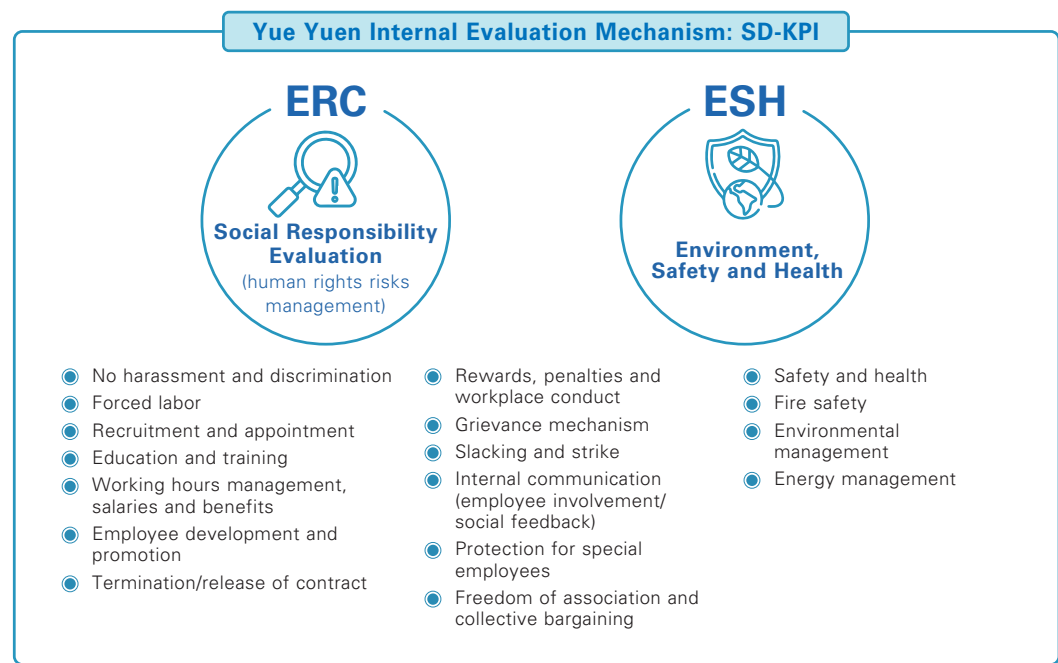 Yue Yuen Internal Evaluation Mechanism: SD-KPI
ERC
Social Responsibility
Evaluation
(human rights risks
management)
ESH
Environment,
Safety and Health
No harassment and discrimination
Forced labor
Recruitment and appointment
Education and training
Working hours management,
salaries and benefits
Employee development and
promotion
Termination/release of contract
Rewards, penalties and
workplace conduct
Grievance mechanism
Slacking and strike
Internal communication
(employee involvement/
social feedback)
Protection for special
employees
Freedom of association and
collective bargaining
Safety and health
Fire safety
Environmental
management
Energy management